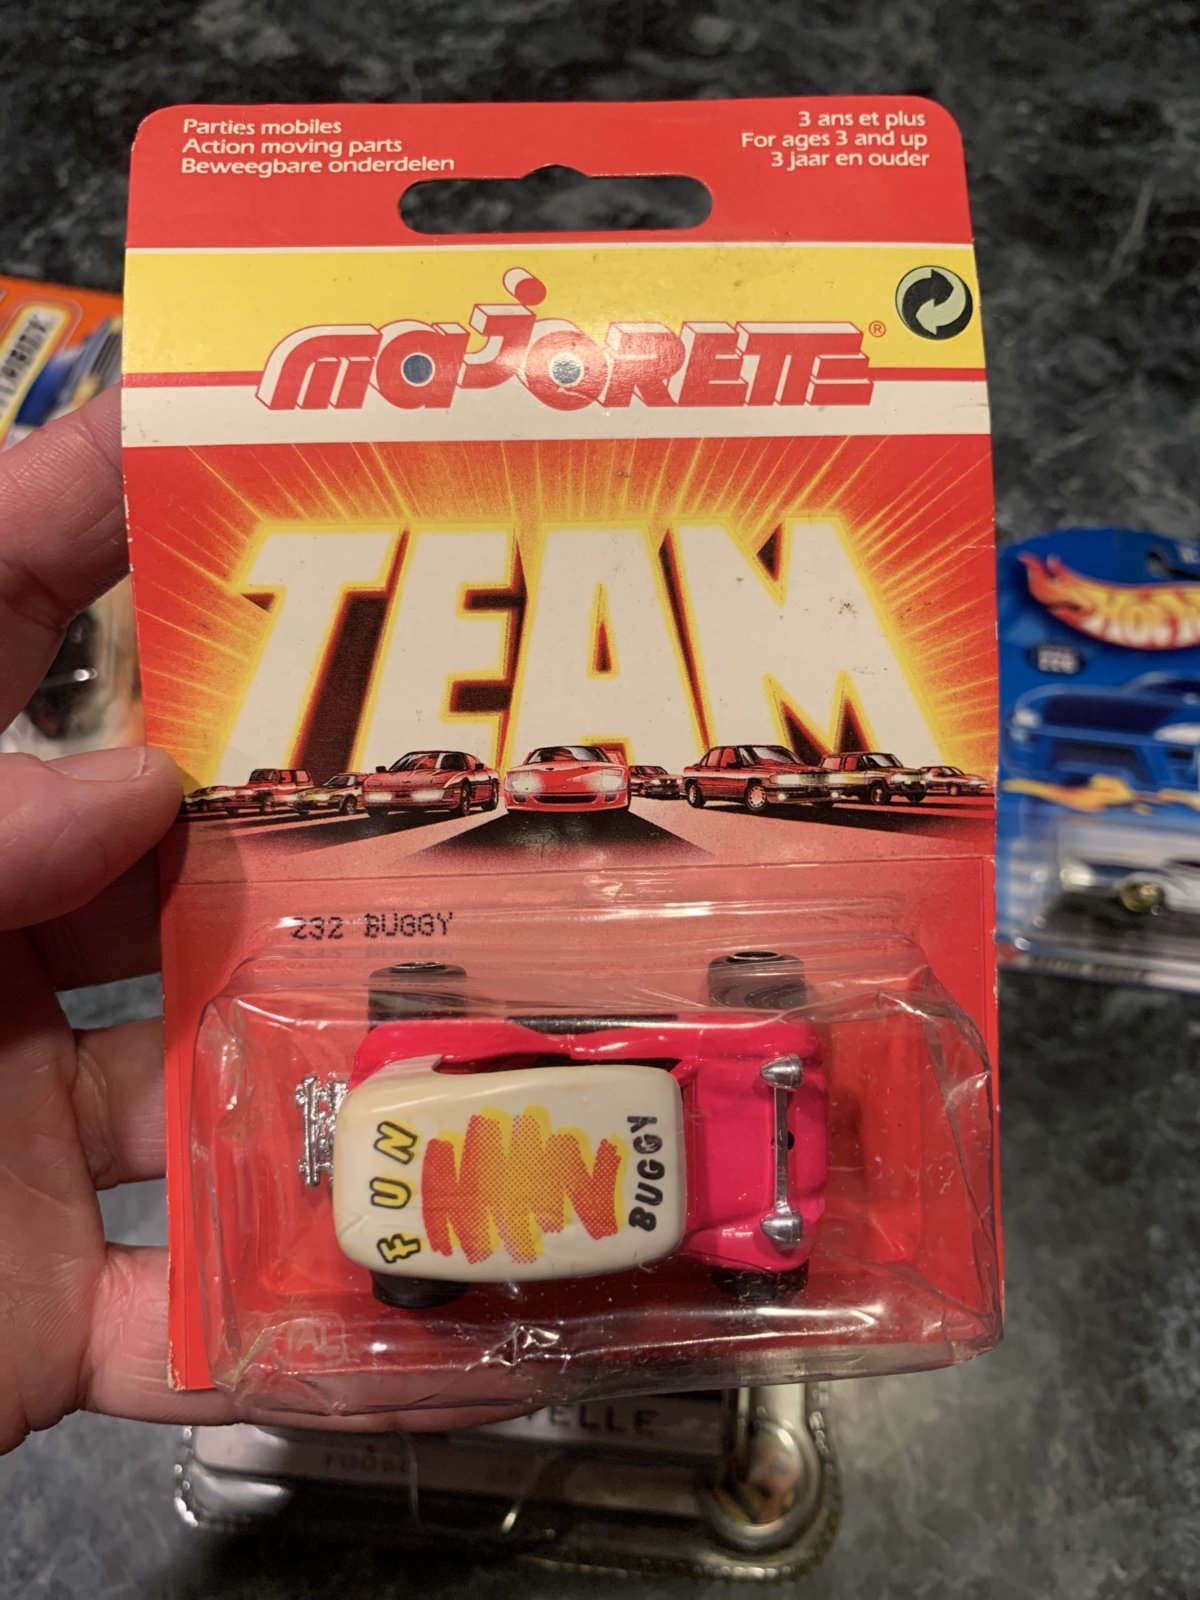 Parties mobiles
Action moving parts
Beweegbare onderdelen
3 ans et plus
For ages 3 and up
3 jaar en ouder
MAJORETTE®
TEAM
232 BUGGY
FUN
BUGGY